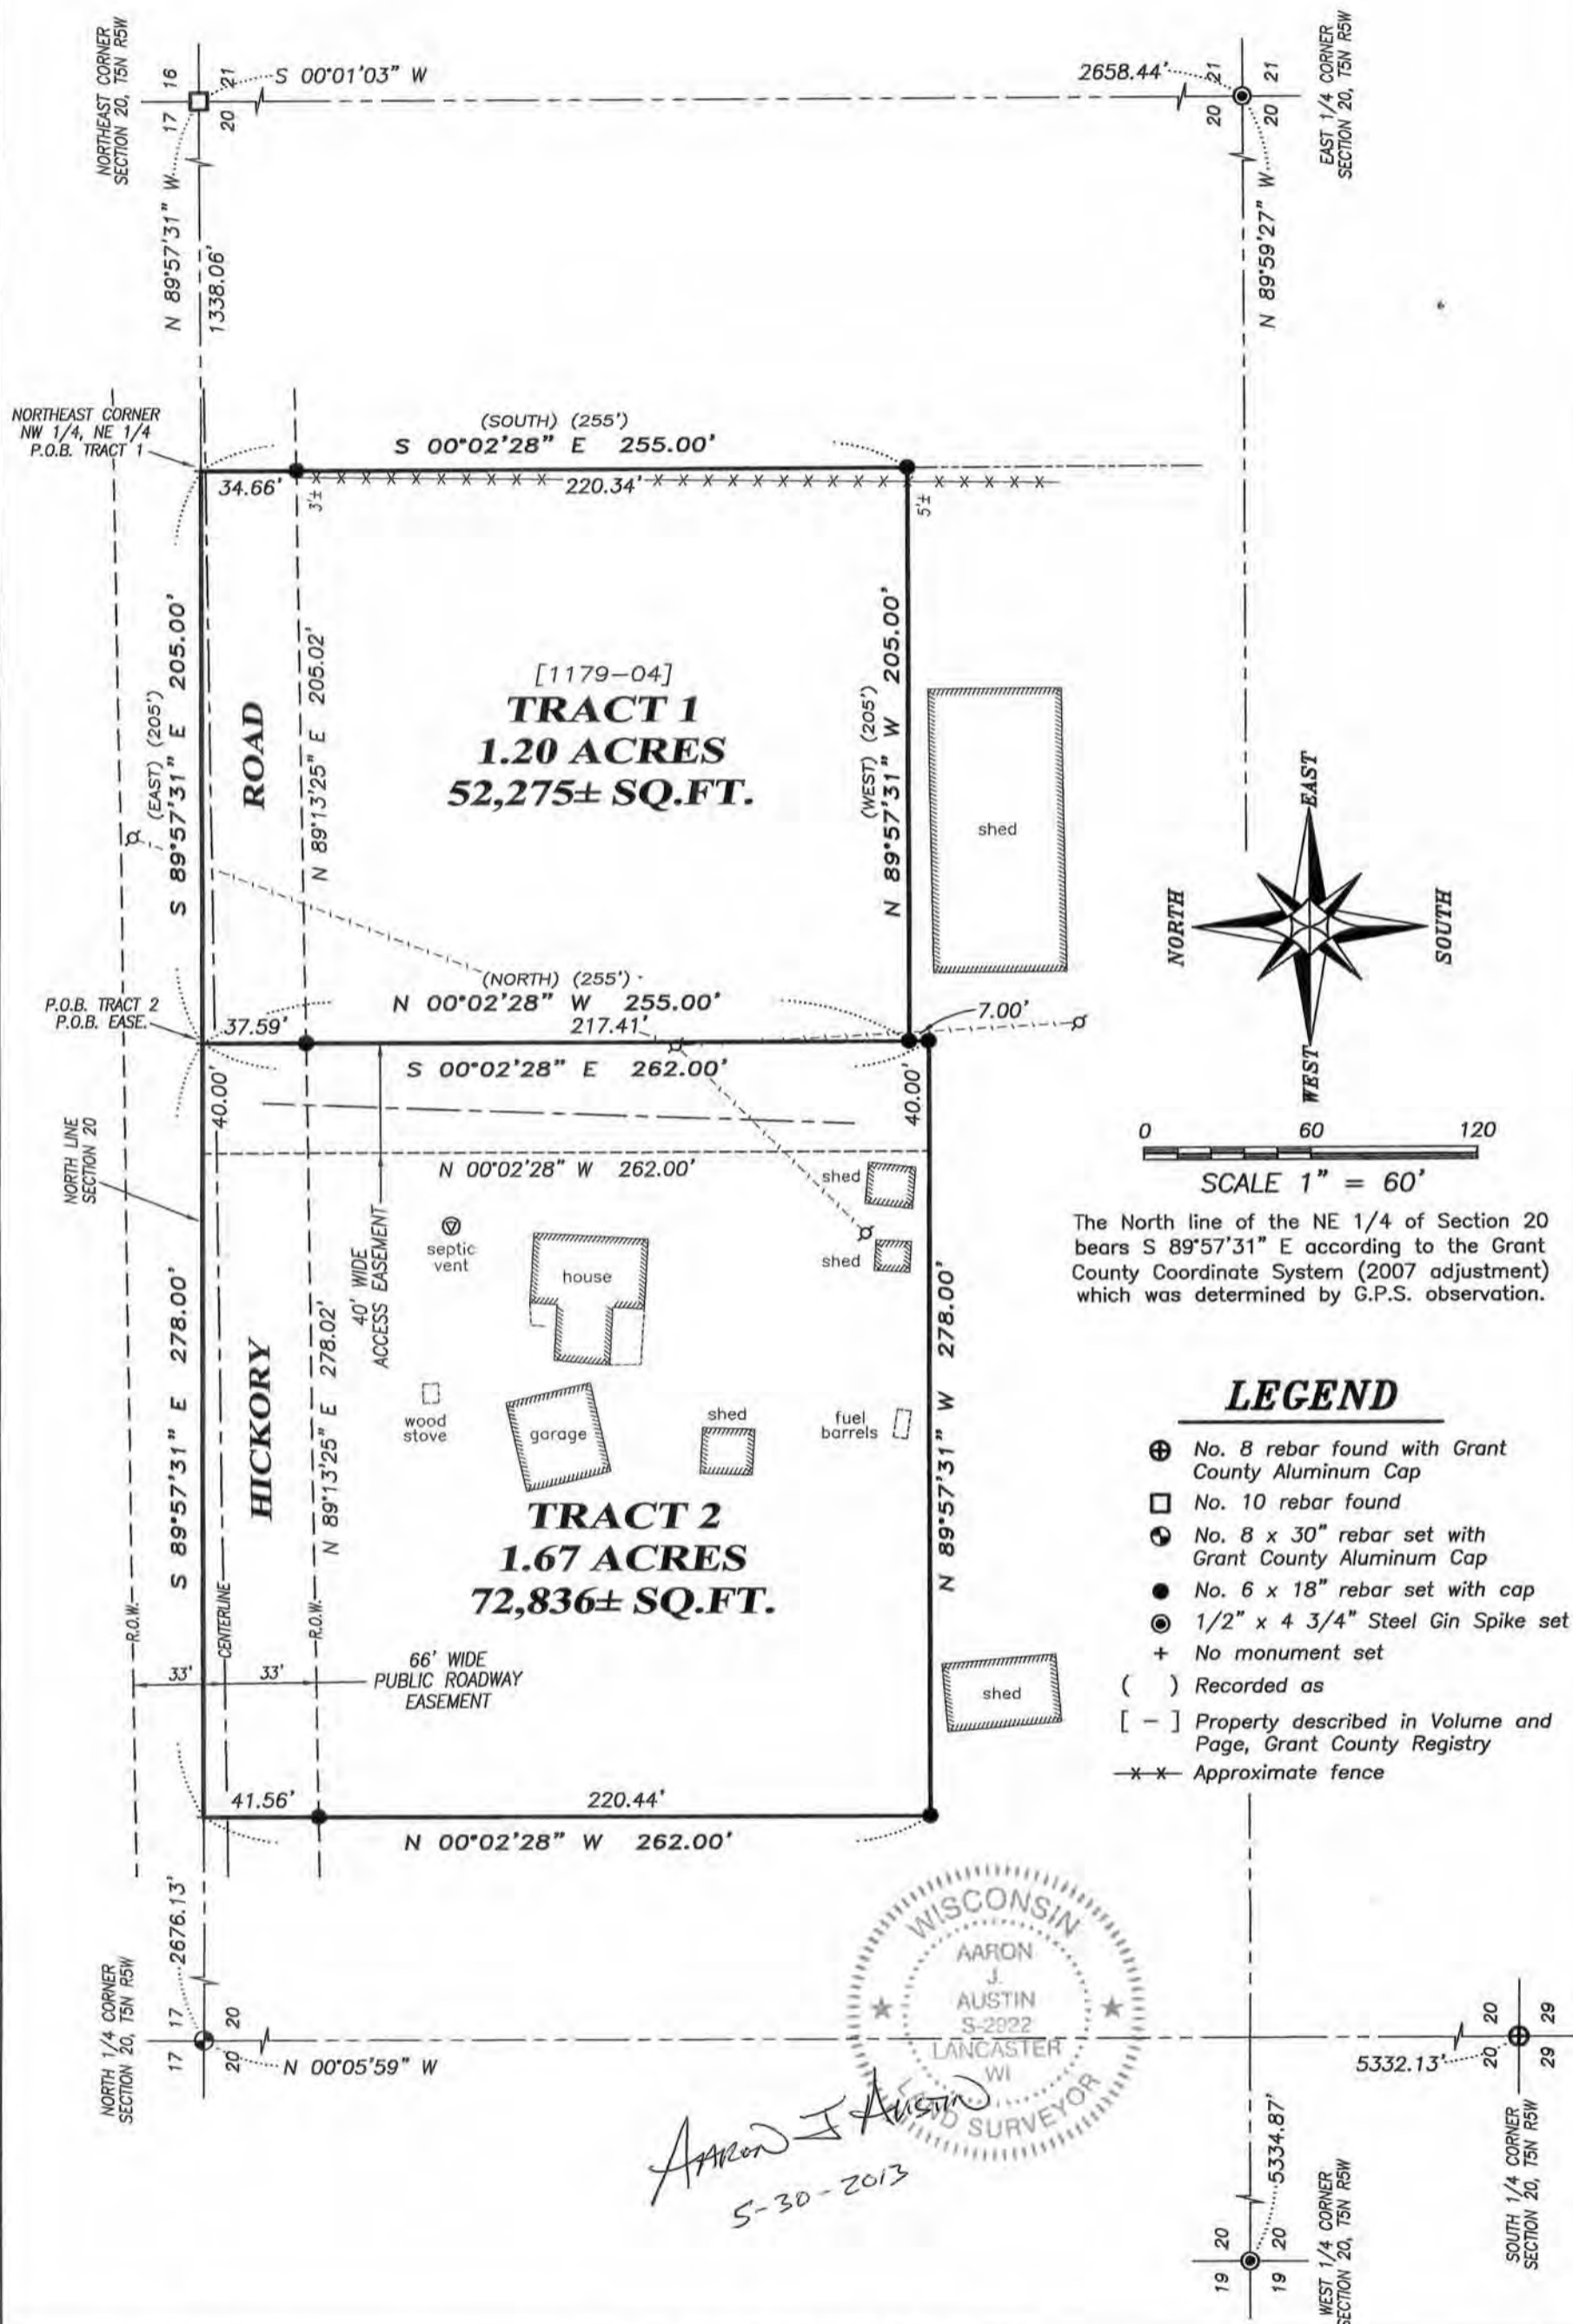 NORTHEAST CORNER
SECTION 20, T5N R5W
16
21
17
20
S 00°01'03" W
2658.44'
21
21
20
20
EAST 1/4 CORNER
SECTION 20, T5N R5W
N 89°57'31" W
1338.06'
N 89°59'27" W
NORTHEAST CORNER
NW 1/4, NE 1/4
P.O.B. TRACT 1
(SOUTH) (255')
S 00°02'28" E 255.00'
34.66'
3'±
220.34'
5'±
(EAST) (205')
S 89°57'31" E 205.00'
ROAD
N 89°13'25" E 205.02'
[1179-04]
TRACT 1
1.20 ACRES
52,275± SQ.FT.
(WEST) (205')
N 89°57'31" W 205.00'
shed
EAST
NORTH
SOUTH
WEST
(NORTH) (255')
N 00°02'28" W 255.00'
P.O.B. TRACT 2
P.O.B. EASE.
37.59'
217.41'
7.00'
S 00°02'28" E 262.00'
40.00'
40.00'
N 00°02'28" W 262.00'
NORTH LINE
SECTION 20
0 60 120
SCALE 1" = 60'
The North line of the NE 1/4 of Section 20
bears S 89°57'31" E according to the Grant
County Coordinate System (2007 adjustment)
which was determined by G.P.S. observation.
40' WIDE
ACCESS EASEMENT
septic
vent
house
shed
shed
S 89°57'31" E 278.00'
HICKORY
N 89°13'25" E 278.02'
N 89°57'31" W 278.00'
wood
stove
garage
shed
fuel
barrels
TRACT 2
1.67 ACRES
72,836± SQ.FT.
R.O.W.
CENTERLINE
R.O.W.
33'
33'
66' WIDE
PUBLIC ROADWAY
EASEMENT
shed
LEGEND
No. 8 rebar found with Grant
County Aluminum Cap
No. 10 rebar found
No. 8 x 30" rebar set with
Grant County Aluminum Cap
No. 6 x 18" rebar set with cap
1/2" x 4 3/4" Steel Gin Spike set
+ No monument set
( ) Recorded as
[ - ] Property described in Volume and
Page, Grant County Registry
x x Approximate fence
41.56'
220.44'
N 00°02'28" W 262.00'
2676.13'
NORTH 1/4 CORNER
SECTION 20, T5N R5W
17
20
17
20
N 00°05'59" W
WISCONSIN
AARON
J.
AUSTIN
S-2922
LANCASTER
WI
LAND SURVEYOR
AARON J AUSTIN
5-30-2013
5332.13'
20
29
20
29
SOUTH 1/4 CORNER
SECTION 20, T5N R5W
5334.87'
20
20
19
19
WEST 1/4 CORNER
SECTION 20, T5N R5W